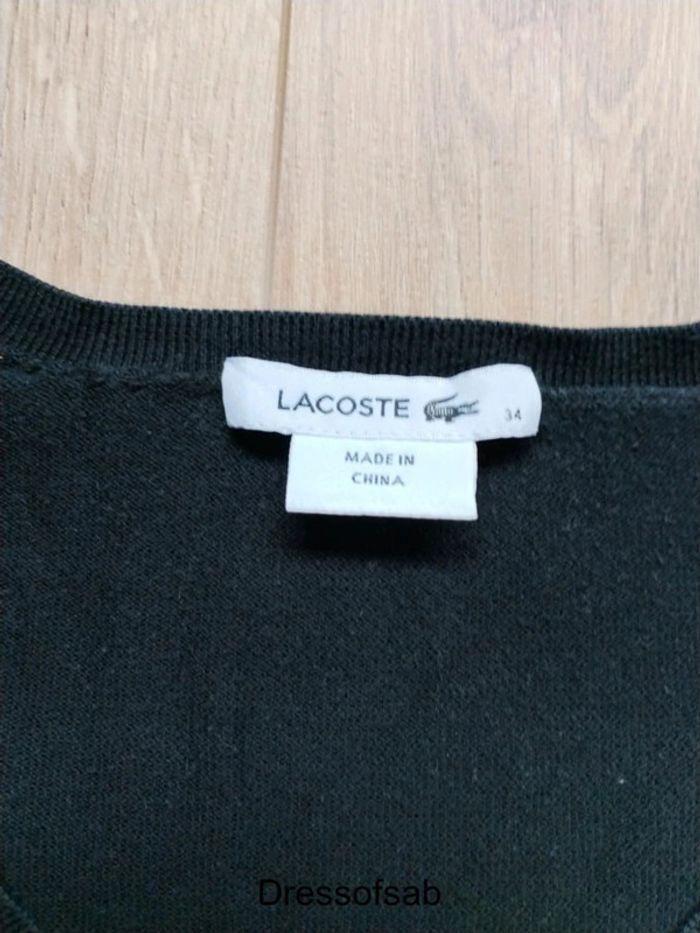 LACOSTE 34
MADE IN
CHINA
Dressofsab